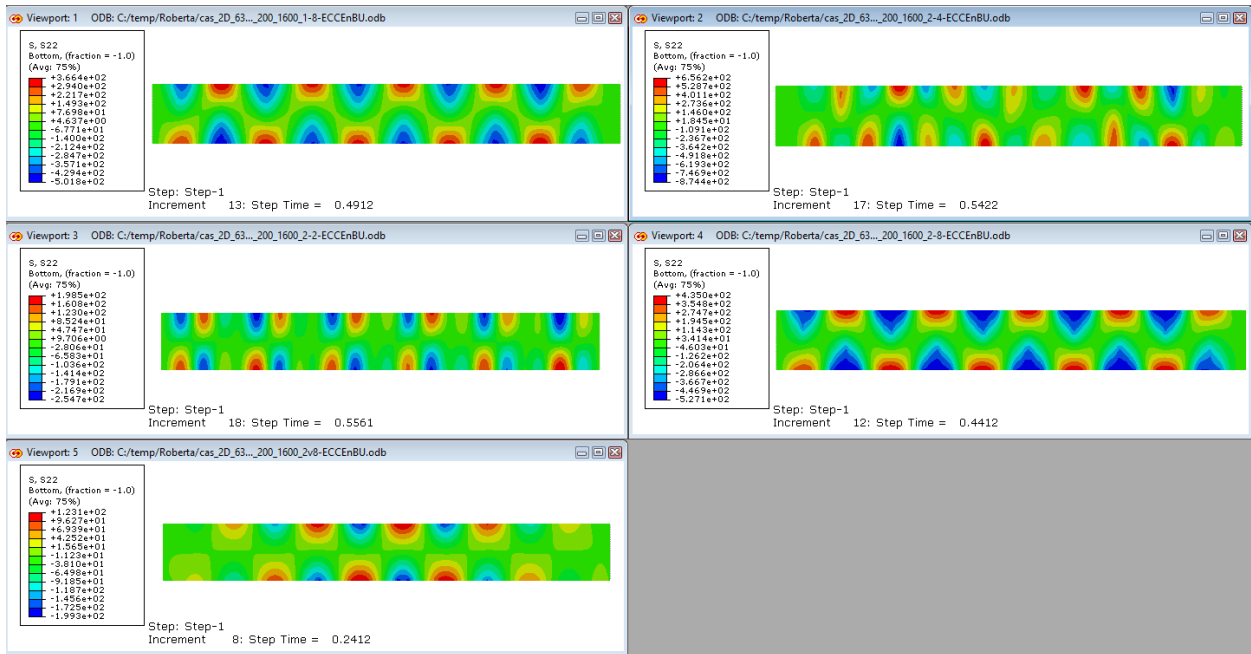 Viewport: 1 ODB: C:/temp/Roberta/cas_2D_63..._200_1600_1-8-ECCEnBU.odb
S, S22
Bottom, (fraction = -1.0)
(Avg: 75%)
+3.664e+02
+2.940e+02
+2.217e+02
+1.493e+02
+7.698e+01
+4.637e+00
-6.771e+01
-1.400e+02
-2.124e+02
-2.847e+02
-3.571e+02
-4.294e+02
-5.018e+02
Step: Step-1
Increment 13: Step Time = 0.4912
Viewport: 2 ODB: C:/temp/Roberta/cas_2D_63..._200_1600_2-4-ECCEnBU.odb
S, S22
Bottom, (fraction = -1.0)
(Avg: 75%)
+6.562e+02
+5.287e+02
+4.011e+02
+2.736e+02
+1.460e+02
+1.845e+01
-1.091e+02
-2.367e+02
-3.642e+02
-4.918e+02
-6.193e+02
-7.469e+02
-8.744e+02
Step: Step-1
Increment 17: Step Time = 0.5422
Viewport: 3 ODB: C:/temp/Roberta/cas_2D_63..._200_1600_2-2-ECCEnBU.odb
S, S22
Bottom, (fraction = -1.0)
(Avg: 75%)
+1.985e+02
+1.608e+02
+1.230e+02
+8.524e+01
+4.747e+01
+9.706e+00
-2.806e+01
-6.583e+01
-1.036e+02
-1.414e+02
-1.791e+02
-2.169e+02
-2.547e+02
Step: Step-1
Increment 18: Step Time = 0.5561
Viewport: 4 ODB: C:/temp/Roberta/cas_2D_63..._200_1600_2-8-ECCEnBU.odb
S, S22
Bottom, (fraction = -1.0)
(Avg: 75%)
+4.350e+02
+3.548e+02
+2.747e+02
+1.945e+02
+1.143e+02
+3.414e+01
-4.603e+01
-1.262e+02
-2.064e+02
-2.866e+02
-3.667e+02
-4.469e+02
-5.271e+02
Step: Step-1
Increment 12: Step Time = 0.4412
Viewport: 5 ODB: C:/temp/Roberta/cas_2D_63..._200_1600_2v8-ECCEnBU.odb
S, S22
Bottom, (fraction = -1.0)
(Avg: 75%)
+1.231e+02
+9.627e+01
+6.939e+01
+4.252e+01
+1.565e+01
-1.123e+01
-3.810e+01
-6.498e+01
-9.185e+01
-1.187e+02
-1.456e+02
-1.725e+02
-1.993e+02
Step: Step-1
Increment 8: Step Time = 0.2412